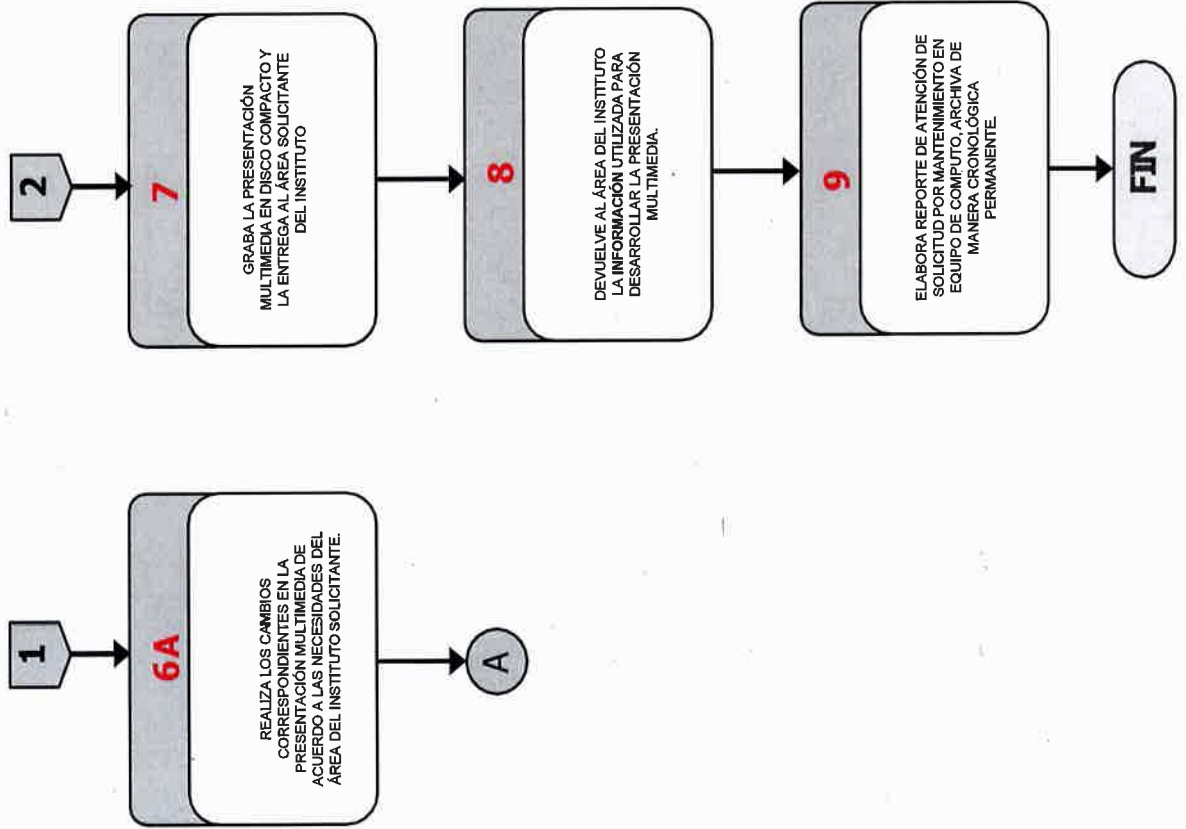 1
6A
REALIZA LOS CAMBIOS
CORRESPONDIENTES EN LA
PRESENTACIÓN MULTIMEDIA DE
ACUERDO A LAS NECESIDADES DEL
ÁREA DEL INSTITUTO SOLICITANTE.
A
2
7
GRABA LA PRESENTACIÓN
MULTIMEDIA EN DISCO COMPACTO Y
LA ENTREGA AL ÁREA SOLICITANTE
DEL INSTITUTO
8
DEVUELVE AL ÁREA DEL INSTITUTO
LA INFORMACIÓN UTILIZADA PARA
DESARROLLAR LA PRESENTACIÓN
MULTIMEDIA.
9
ELABORA REPORTE DE ATENCIÓN DE
SOLICITUD POR MANTENIMIENTO EN
EQUIPO DE COMPUTO, ARCHIVA DE
MANERA CRONOLÓGICA
PERMANENTE.
FIN